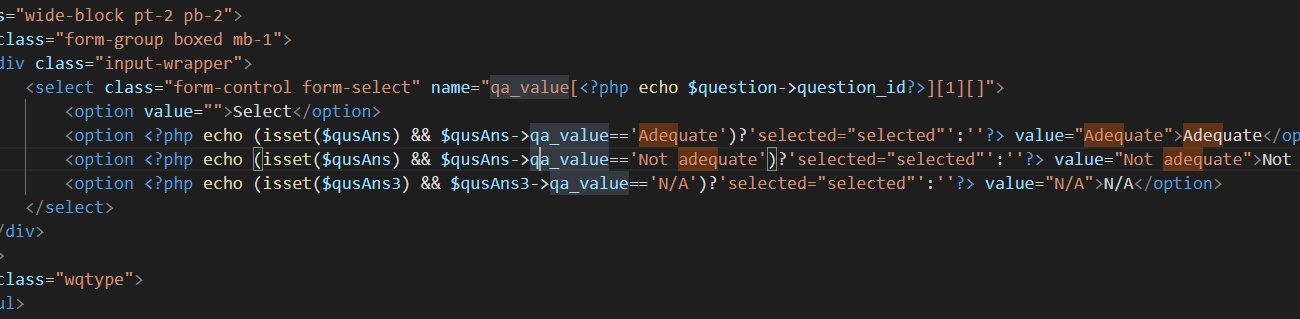 s="wide-block pt-2 pb-2">
class="form-group boxed mb-1">
div class="input-wrapper">
<select class="form-control form-select" name="qa_value[<?php echo $question->question_id?>][1][]">
<option value="">Select</option>
<option <?php echo (isset($qusAns) && $qusAns->qa_value=='Adequate')?'selected="selected"':''?> value="Adequate">Adequate</op
<option <?php echo (isset($qusAns) && $qusAns->qa_value=='Not adequate')?'selected="selected"':''?> value="Not adequate">Not
<option <?php echo (isset($qusAns3) && $qusAns3->qa_value=='N/A')?'selected="selected"':''?> value="N/A">N/A</option>
</select>
/div>
>
class="wqtype">
ul>